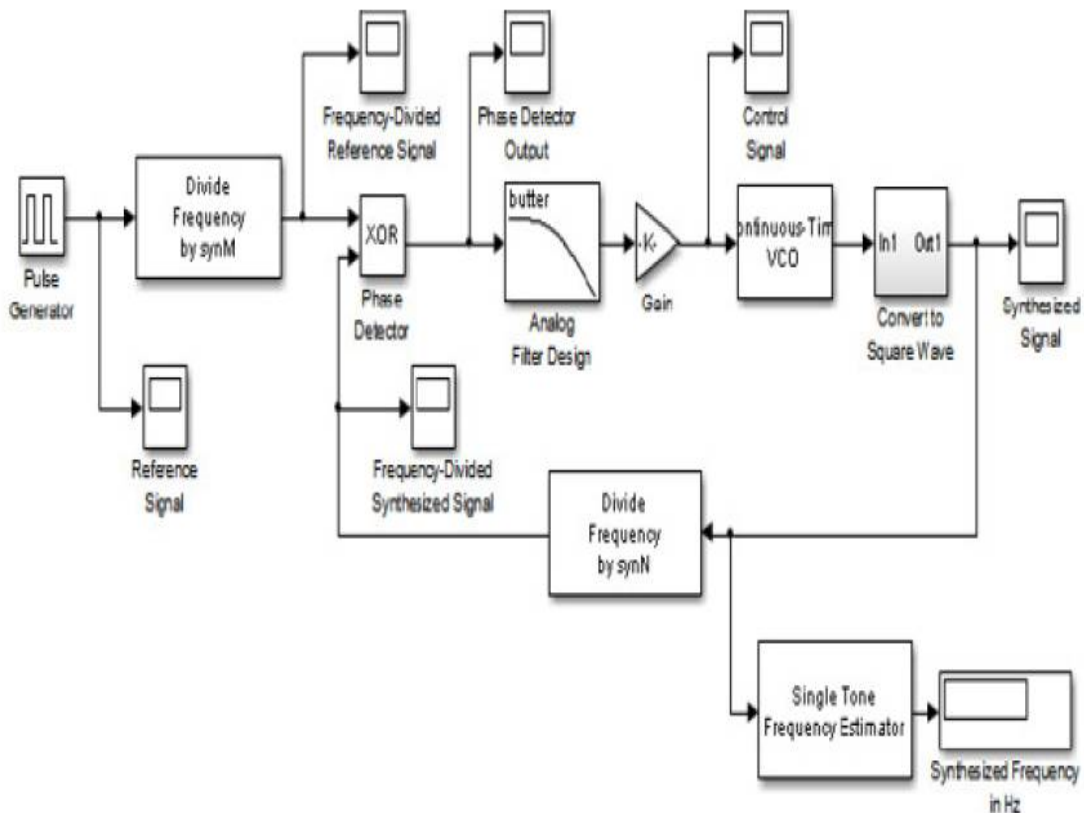 Frequency-Divided
Reference Signal
Phase Detector
Output
Control
Signal
Divide
Frequency
by synM
Pulse
Generator
XOR
Phase
Detector
butter
Analog
Filter Design
-K-
Gain
ontinuous-Tim
VCO
In1 Out1
Convert to
Square Wave
Synthesized
Signal
Reference
Signal
Frequency-Divided
Synthesized Signal
Divide
Frequency
by synN
Single Tone
Frequency Estimator
Synthesized Frequency
in Hz